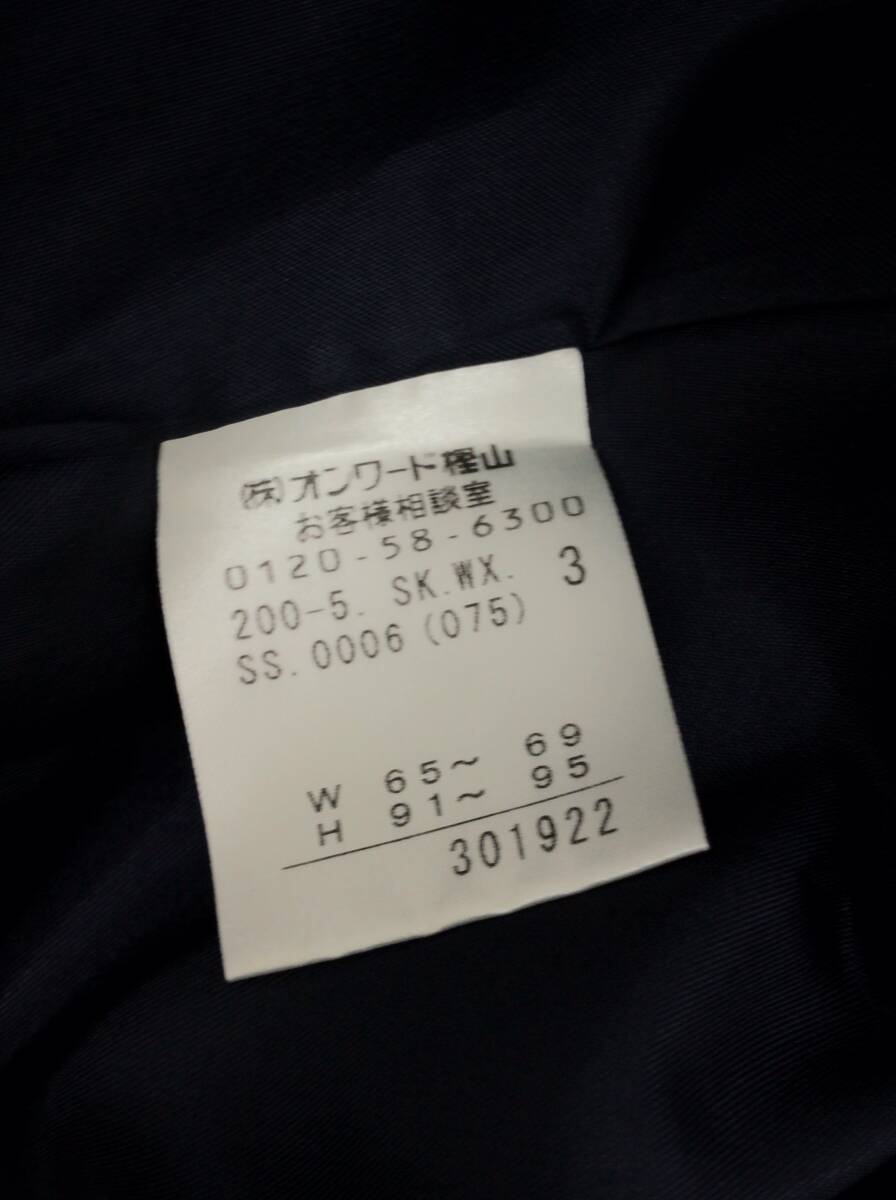 (株)オンワード樫山
お客様相談室
0120-58-6300
200-5. SK.WX. 3
SS.0006(075)
W 65～ 69
H 91～ 95
301922